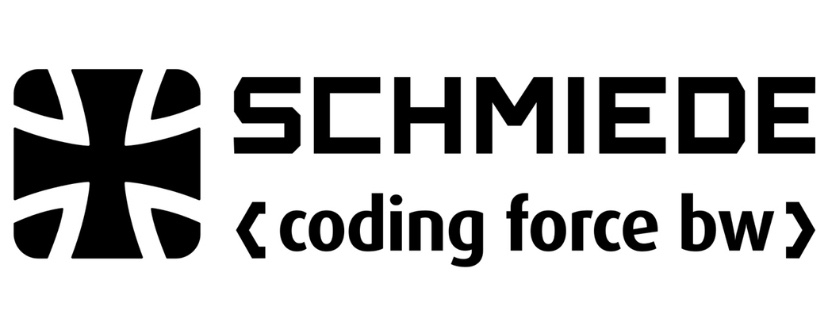 SCHMIEDE
❬coding force bw❭